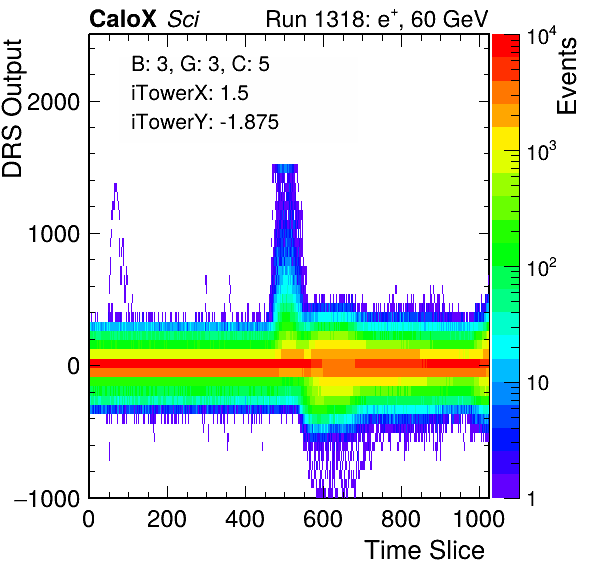 CaloX Sci Run 1318: e⁺, 60 GeV
B: 3, G: 3, C: 5
iTowerX: 1.5
iTowerY: -1.875
DRS Output
2000
1000
0
−1000
0 200 400 600 800 1000
Time Slice
Events
10⁴
10³
10²
10
1